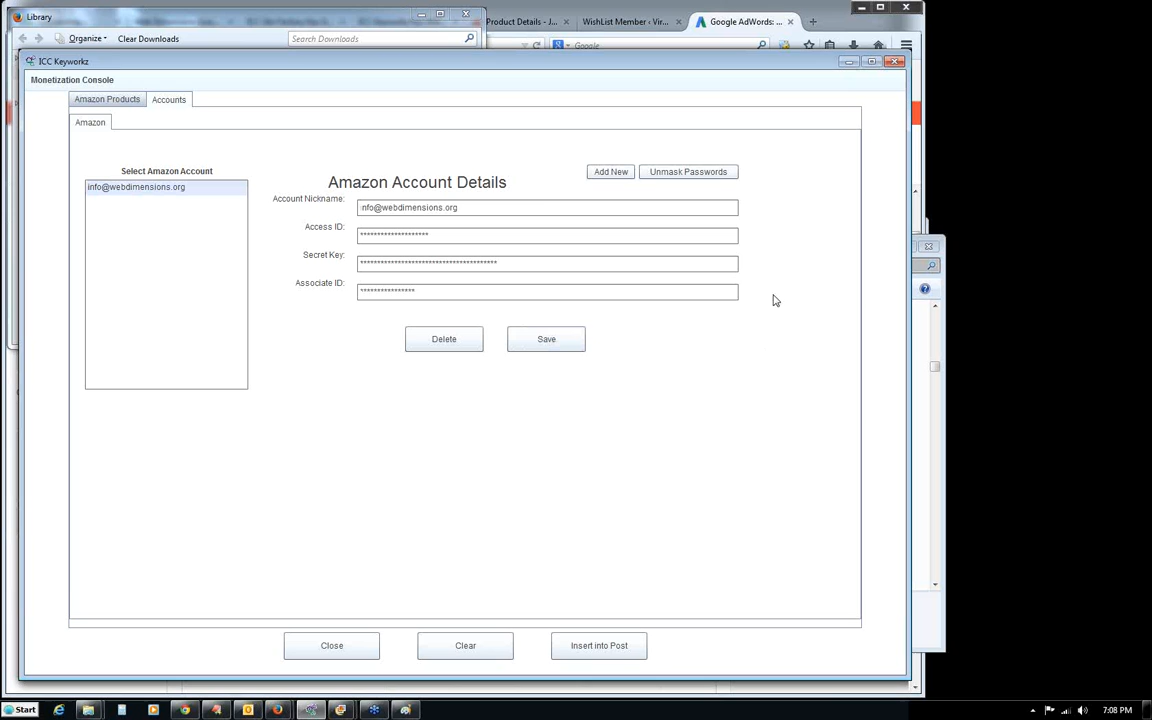 Library
Product Details - J...
WishList Member - Vir...
Google AdWords: ...
Organize
Clear Downloads
Search Downloads
Google
ICC Keyworkz
Monetization Console
Amazon Products
Accounts
Amazon
Select Amazon Account
info@webdimensions.org
Add New
Unmask Passwords
Amazon Account Details
Account Nickname:
info@webdimensions.org
Access ID:
********************
Secret Key:
****************************************
Associate ID:
****************
Delete
Save
Close
Clear
Insert into Post
Start
7:08 PM